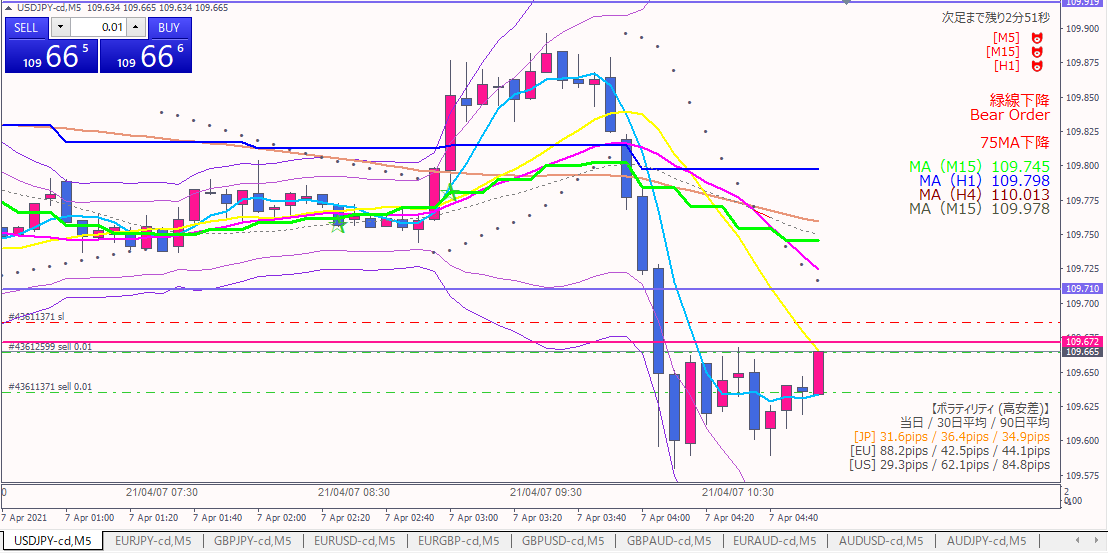 USDJPY-cd,M5 109.634 109.665 109.634 109.665
SELL 0.01 BUY
109 66 5 109 66 6
次足まで残り2分51秒
[M5]
[M15]
[H1]
緑線下降
Bear Order
75MA下降
MA (M15) 109.745
MA (H1) 109.798
MA (H4) 110.013
MA (M15) 109.978
109.919
109.900
109.875
109.850
109.825
109.800
109.775
109.750
109.725
109.710
109.700
109.672
109.665
109.650
109.625
109.600
109.575
#43611371 sl
#43612599 sell 0.01
#43611371 sell 0.01
【ボラティリティ (高安差)】
当日 / 30日平均 / 90日平均
[JP] 31.6pips / 36.4pips / 34.9pips
[EU] 88.2pips / 42.5pips / 44.1pips
[US] 29.3pips / 62.1pips / 84.8pips
0 21/04/07 07:30 21/04/07 08:30 21/04/07 09:30 21/04/07 10:30 2
7 Apr 2021 7 Apr 01:00 7 Apr 01:20 7 Apr 01:40 7 Apr 02:00 7 Apr 02:20 7 Apr 02:40 7 Apr 03:00 7 Apr 03:20 7 Apr 03:40 7 Apr 04:00 7 Apr 04:20 7 Apr 04:40
USDJPY-cd,M5 EURJPY-cd,M5 GBPJPY-cd,M5 EURUSD-cd,M5 EURGBP-cd,M5 GBPUSD-cd,M5 GBPAUD-cd,M5 EURAUD-cd,M5 AUDUSD-cd,M5 AUDJPY-cd,M5